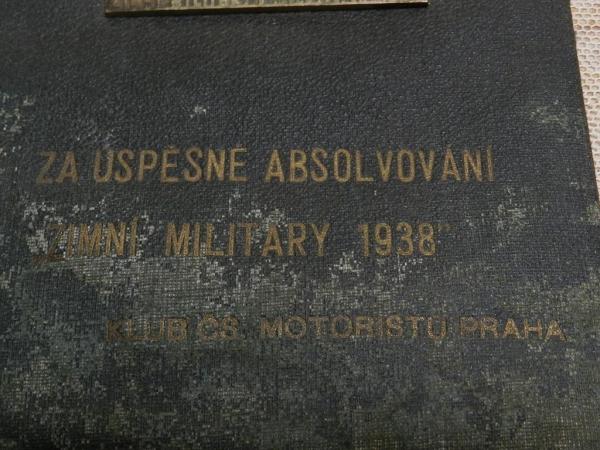 ZA ÚSPĚŠNÉ ABSOLVOVÁNÍ
„ZIMNÍ MILITARY 1938"
KLUB ČS. MOTORISTŮ PRAHA